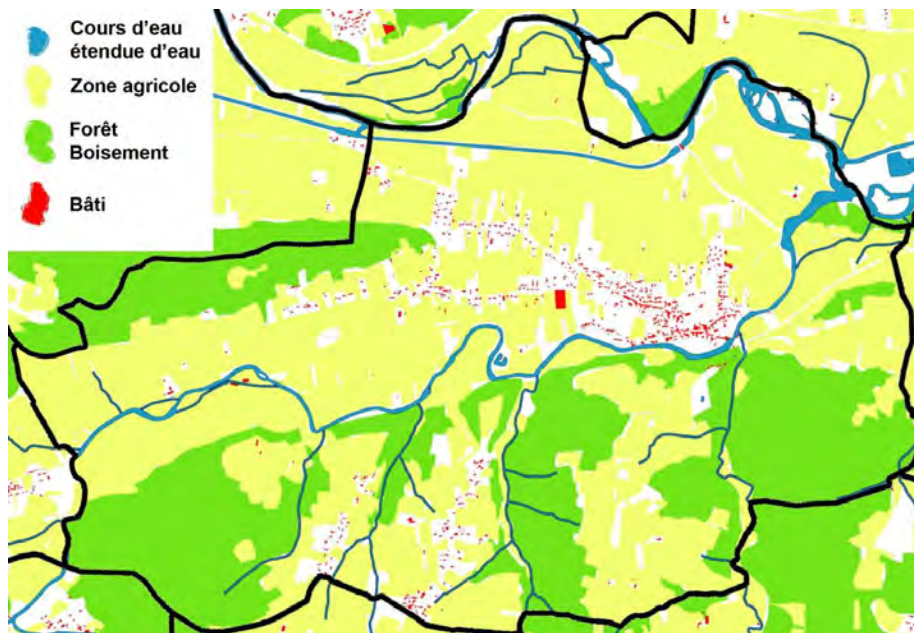 Cours d'eau
étendue d'eau
Zone agricole
Forêt
Boisement
Bâti